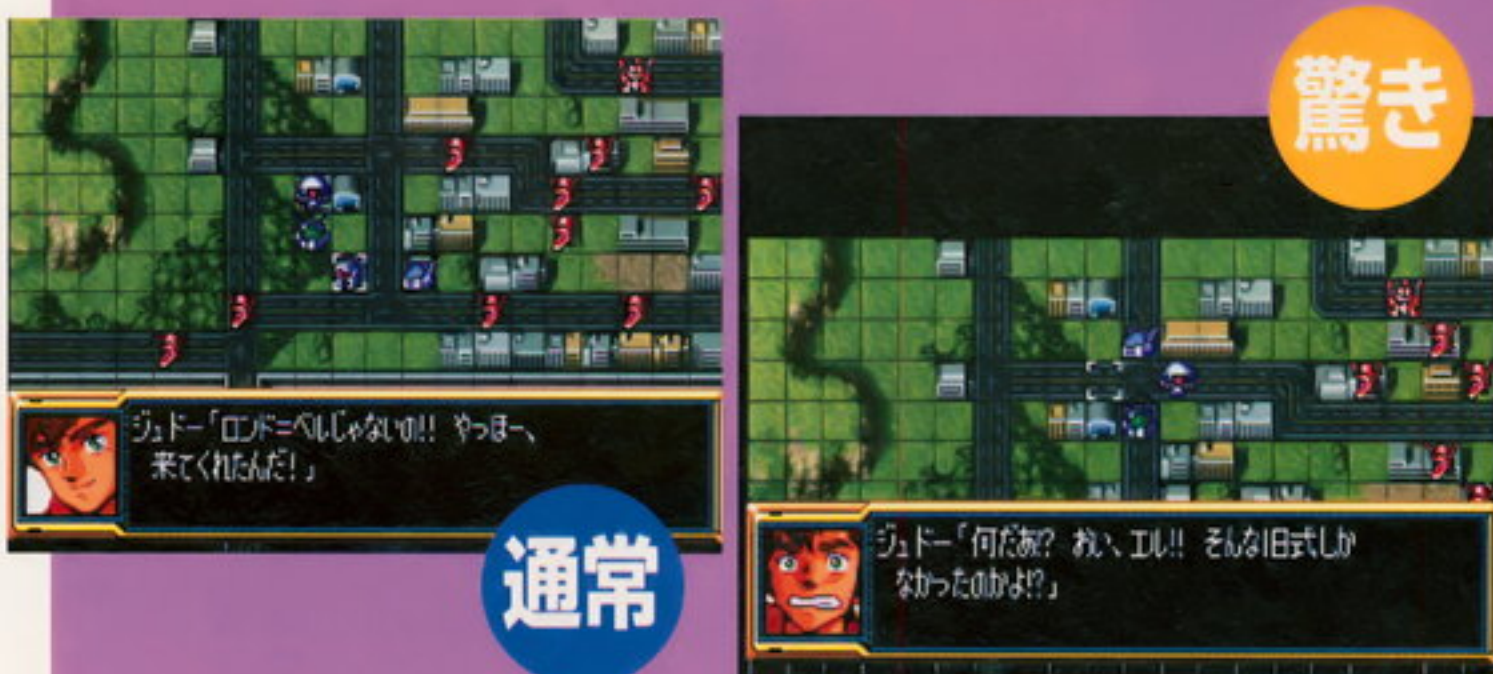 ジュドー「ロンド=ベルじゃないの!! やっほー、
来てくれたんだ!」
通常
驚き
ジュドー「何だあ!? おい、エル!! そんな旧式しか
なかったのかよ!?」